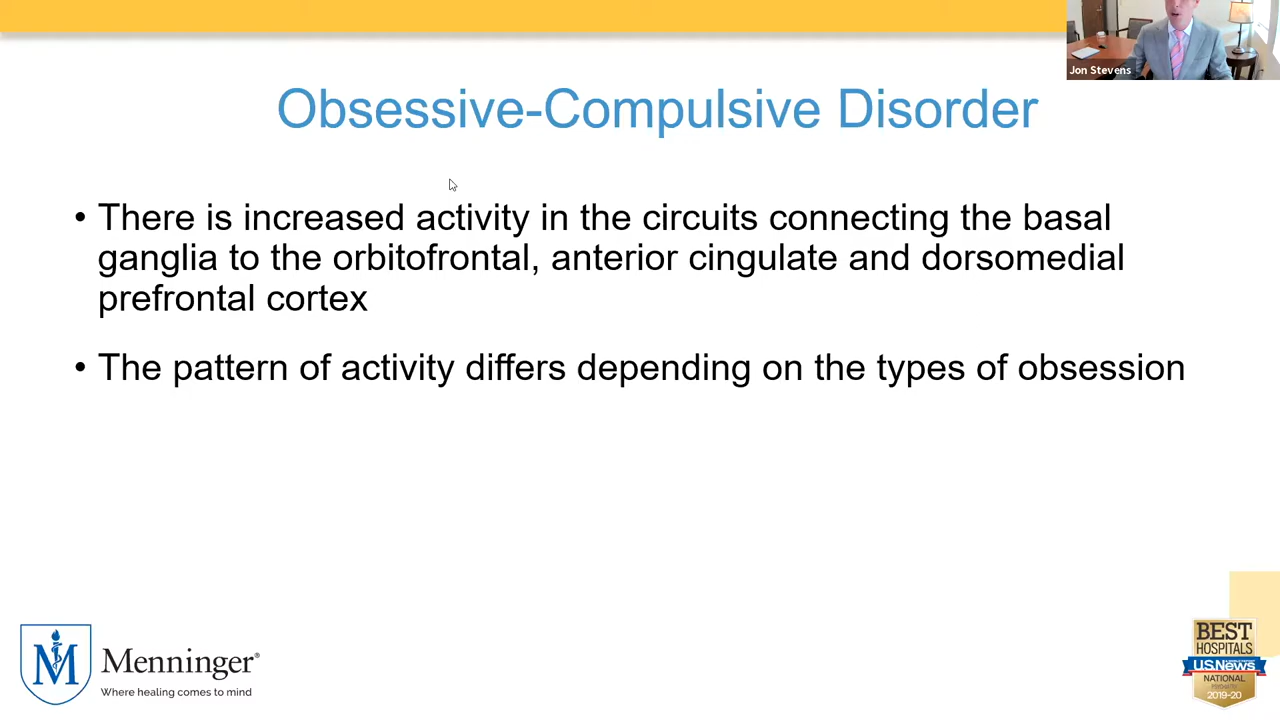 Jon Stevens
Obsessive-Compulsive Disorder
• There is increased activity in the circuits connecting the basal
ganglia to the orbitofrontal, anterior cingulate and dorsomedial
prefrontal cortex
• The pattern of activity differs depending on the types of obsession
M
Menninger®
Where healing comes to mind
BEST
HOSPITALS
U.S.News
NATIONAL
2019-20